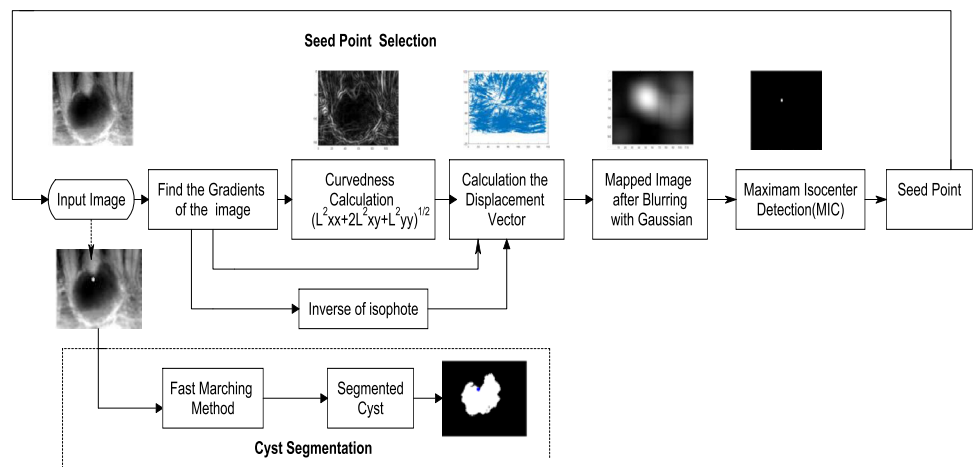 Seed Point Selection
Input Image
Find the Gradients
of the image
Curvedness
Calculation
(L²xx+2L²xy+L²yy)¹/²
Calculation the
Displacement
Vector
Mapped Image
after Blurring
with Gaussian
Maximam Isocenter
Detection(MIC)
Seed Point
Inverse of isophote
Fast Marching
Method
Segmented
Cyst
Cyst Segmentation